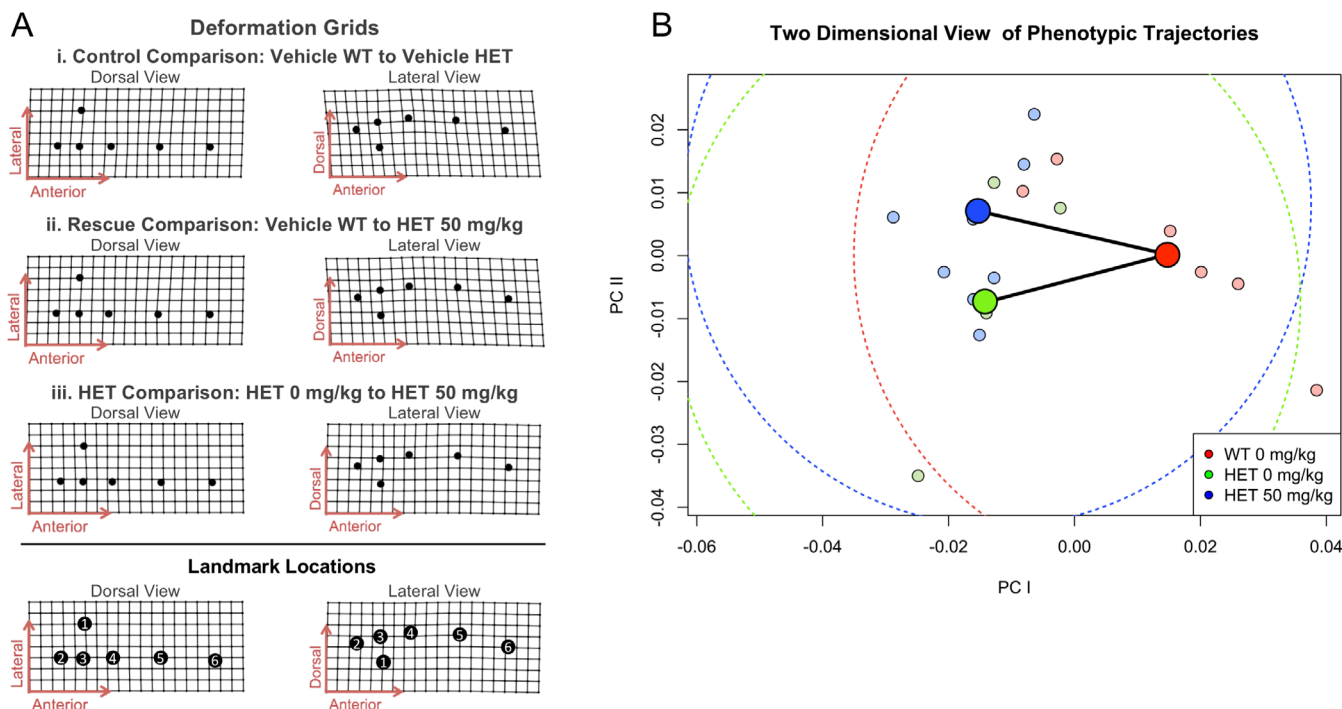 A
Deformation Grids
i. Control Comparison: Vehicle WT to Vehicle HET
Dorsal View
Lateral View
Lateral
Anterior
Dorsal
Anterior
ii. Rescue Comparison: Vehicle WT to HET 50 mg/kg
Dorsal View
Lateral View
Lateral
Anterior
Dorsal
Anterior
iii. HET Comparison: HET 0 mg/kg to HET 50 mg/kg
Dorsal View
Lateral View
Lateral
Anterior
Dorsal
Anterior
Landmark Locations
Dorsal View
Lateral View
Lateral
1
2 3 4 5 6
Anterior
Dorsal
2 3 4 5 6
1
Anterior
B
Two Dimensional View of Phenotypic Trajectories
PC II
0.02
0.01
0.00
-0.01
-0.02
-0.03
-0.04
-0.06 -0.04 -0.02 0.00 0.02 0.04
PC I
WT 0 mg/kg
HET 0 mg/kg
HET 50 mg/kg